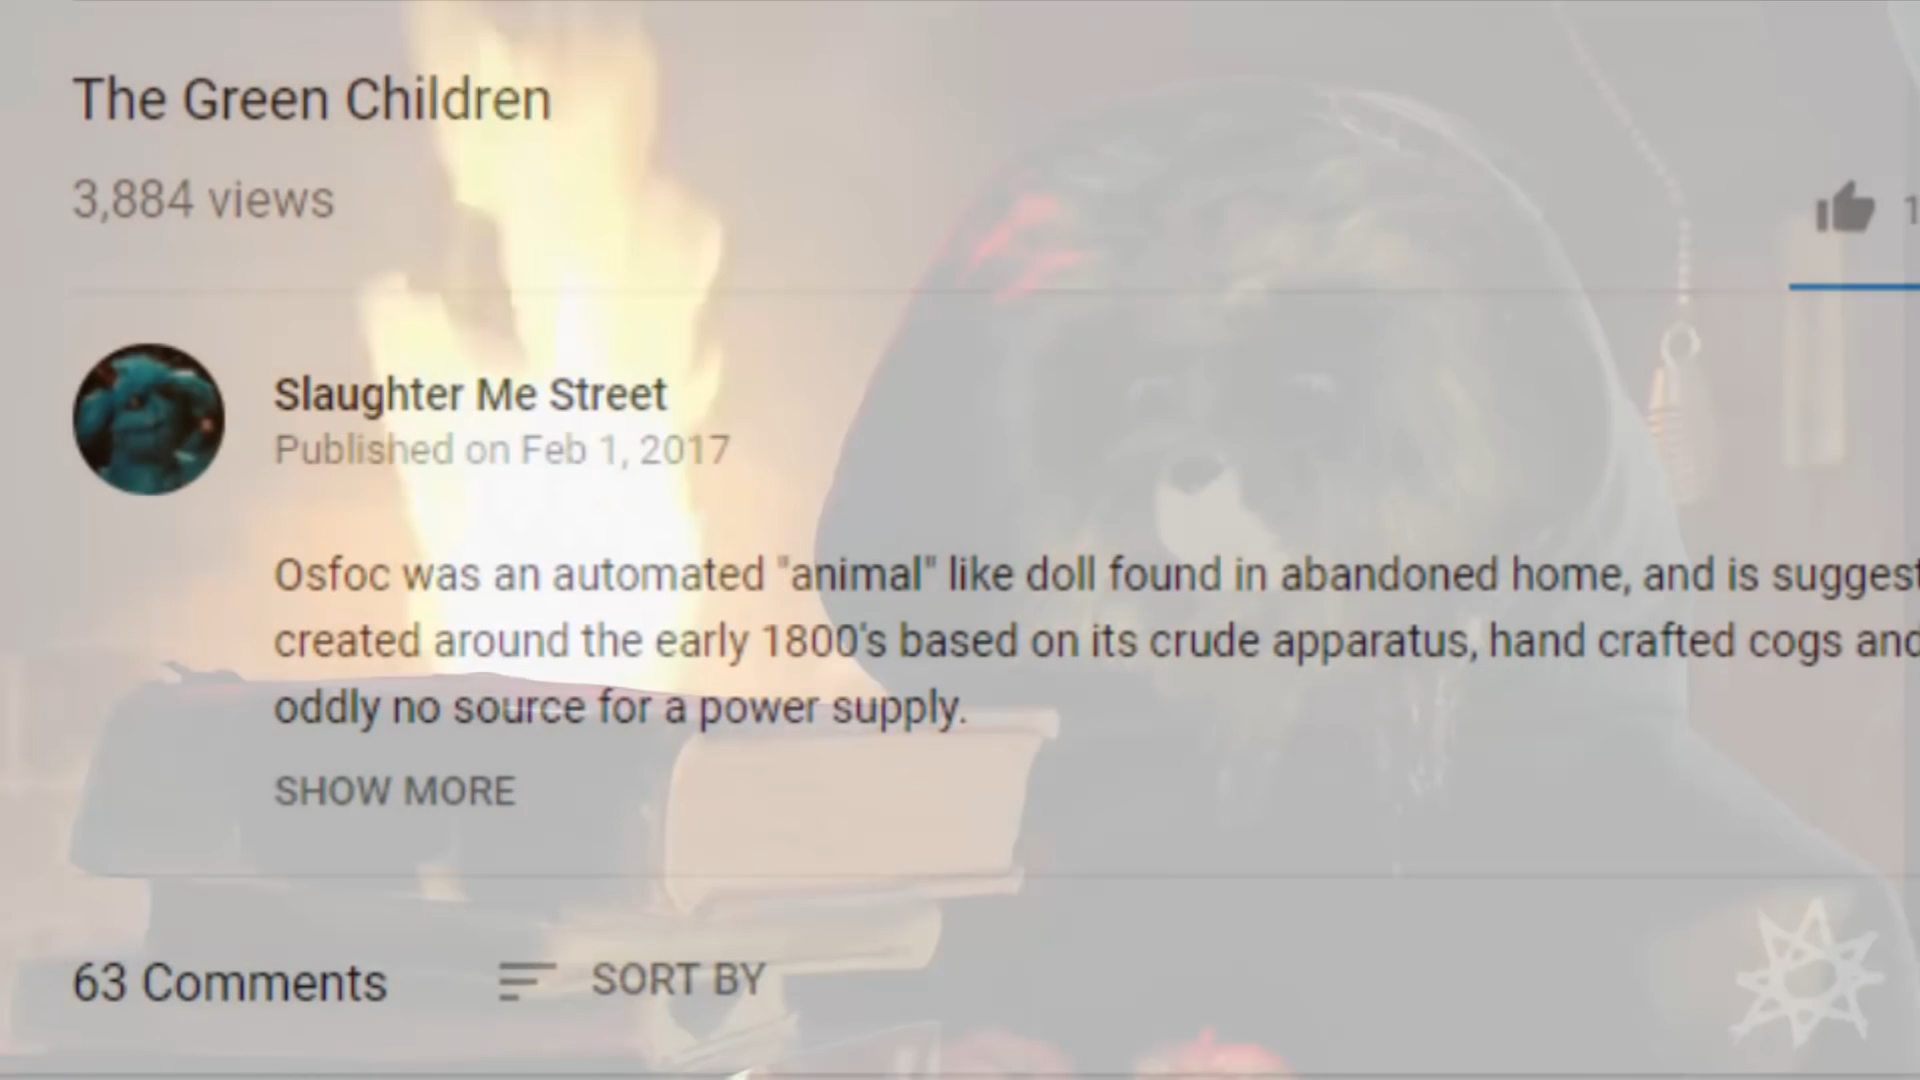 The Green Children
3,884 views
1
Slaughter Me Street
Published on Feb 1, 2017
Osfoc was an automated "animal" like doll found in abandoned home, and is suggest
created around the early 1800's based on its crude apparatus, hand crafted cogs and
oddly no source for a power supply.
SHOW MORE
63 Comments
SORT BY